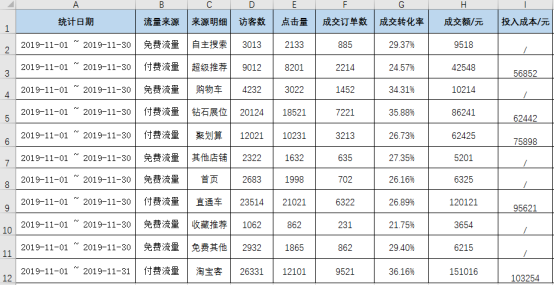 A B C D E F G H I
1 统计日期 流量来源 来源明细 访客数 点击量 成交订单数 成交转化率 成交额/元 投入成本/元
2 2019-11-01 ~ 2019-11-30 免费流量 自主搜索 3013 2133 885 29.37% 9518 /
3 2019-11-01 ~ 2019-11-30 付费流量 超级推荐 9012 8201 2214 24.57% 42548 56852
4 2019-11-01 ~ 2019-11-30 免费流量 购物车 4232 3022 1452 34.31% 10214 /
5 2019-11-01 ~ 2019-11-30 付费流量 钻石展位 20124 18521 7221 35.88% 86241 62442
6 2019-11-01 ~ 2019-11-30 付费流量 聚划算 12021 10231 3213 26.73% 62425 75898
7 2019-11-01 ~ 2019-11-30 免费流量 其他店铺 2322 1632 635 27.35% 5201 /
8 2019-11-01 ~ 2019-11-30 免费流量 首页 2683 1998 702 26.16% 6325 /
9 2019-11-01 ~ 2019-11-30 付费流量 直通车 23514 21021 6322 26.89% 120121 95621
10 2019-11-01 ~ 2019-11-30 免费流量 收藏推荐 1062 862 231 21.75% 3654 /
11 2019-11-01 ~ 2019-11-30 免费流量 免费其他 2932 1865 862 29.40% 6215 /
12 2019-11-01 ~ 2019-11-31 付费流量 淘宝客 26331 12101 9521 36.16% 151016 103254